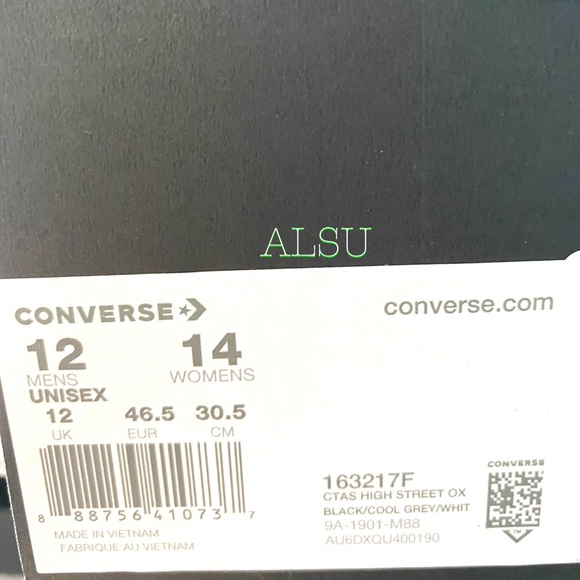 ALSU
CONVERSE
converse.com
12 14
MENS WOMENS
UNISEX
12 46.5 30.5
UK EUR CM
8 88756 41073 7
MADE IN VIETNAM
FABRIQUE AU VIETNAM
163217F
CTAS HIGH STREET OX
BLACK/COOL GREY/WHIT
9A-1901-M88
AU6DXQU400190
CONVERSE
TM